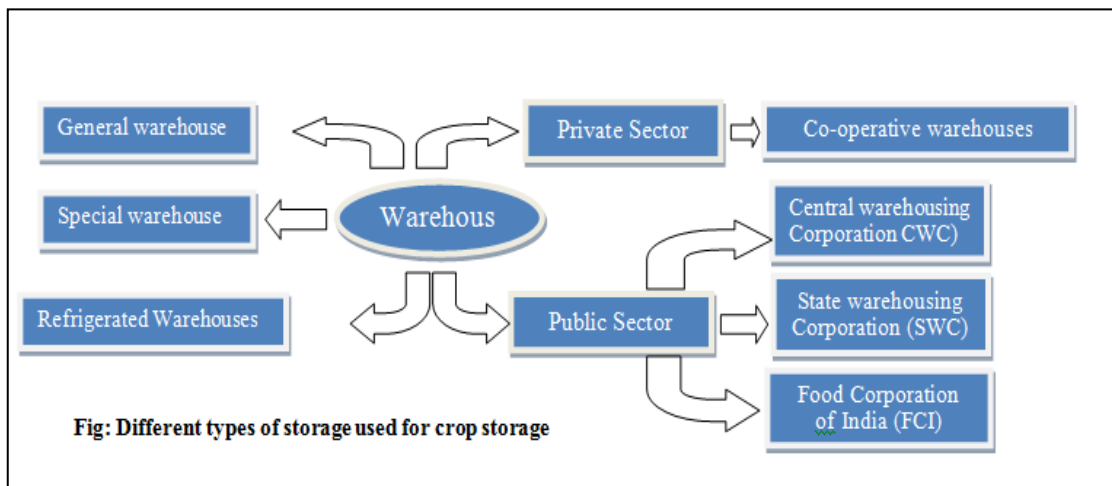 General warehouse
Private Sector
Co-operative warehouses
Special warehouse
Warehous
Central warehousing
Corporation CWC)
Refrigerated Warehouses
Public Sector
State warehousing
Corporation (SWC)
Food Corporation
of India (FCI)
Fig: Different types of storage used for crop storage